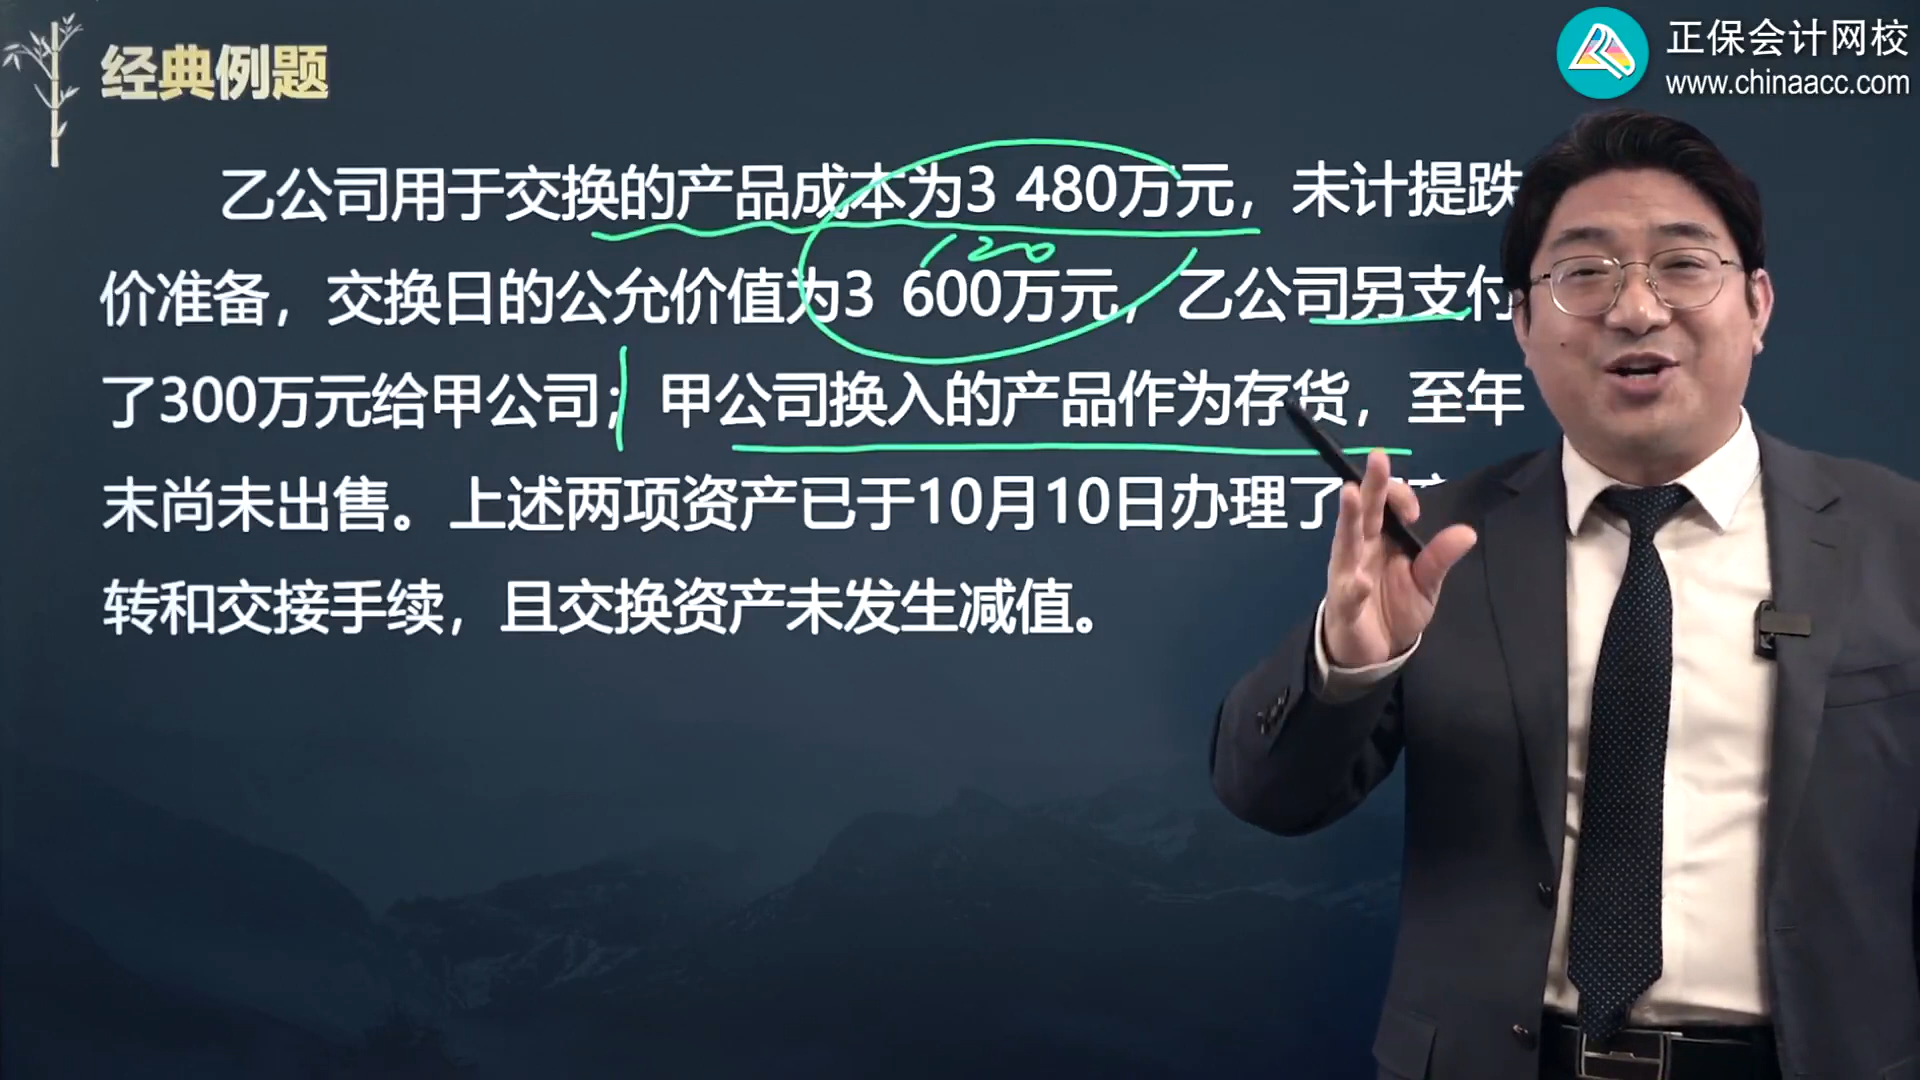 经典例题
正保会计网校
www.chinaacc.com
乙公司用于交换的产品成本为3 480万元，未计提跌
120
价准备，交换日的公允价值为3 600万元，乙公司另支付
了300万元给甲公司；甲公司换入的产品作为存货，至年
末尚未出售。上述两项资产已于10月10日办理了
转和交接手续，且交换资产未发生减值。